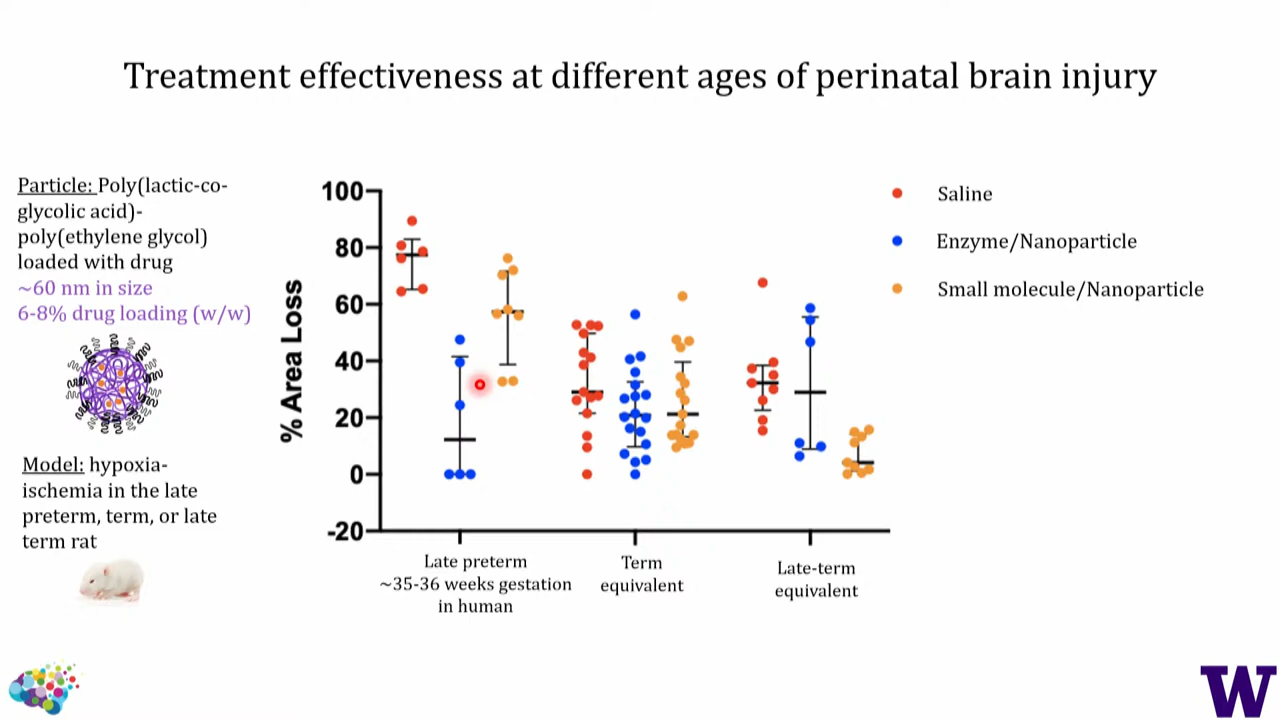 Treatment effectiveness at different ages of perinatal brain injury
Particle: Poly(lactic-co-
glycolic acid)-
poly(ethylene glycol)
loaded with drug
~60 nm in size
6-8% drug loading (w/w)
Model: hypoxia-
ischemia in the late
preterm, term, or late
term rat
% Area Loss
100
80
60
40
20
0
-20
Late preterm
~35-36 weeks gestation
in human
Term
equivalent
Late-term
equivalent
Saline
Enzyme/Nanoparticle
Small molecule/Nanoparticle
W